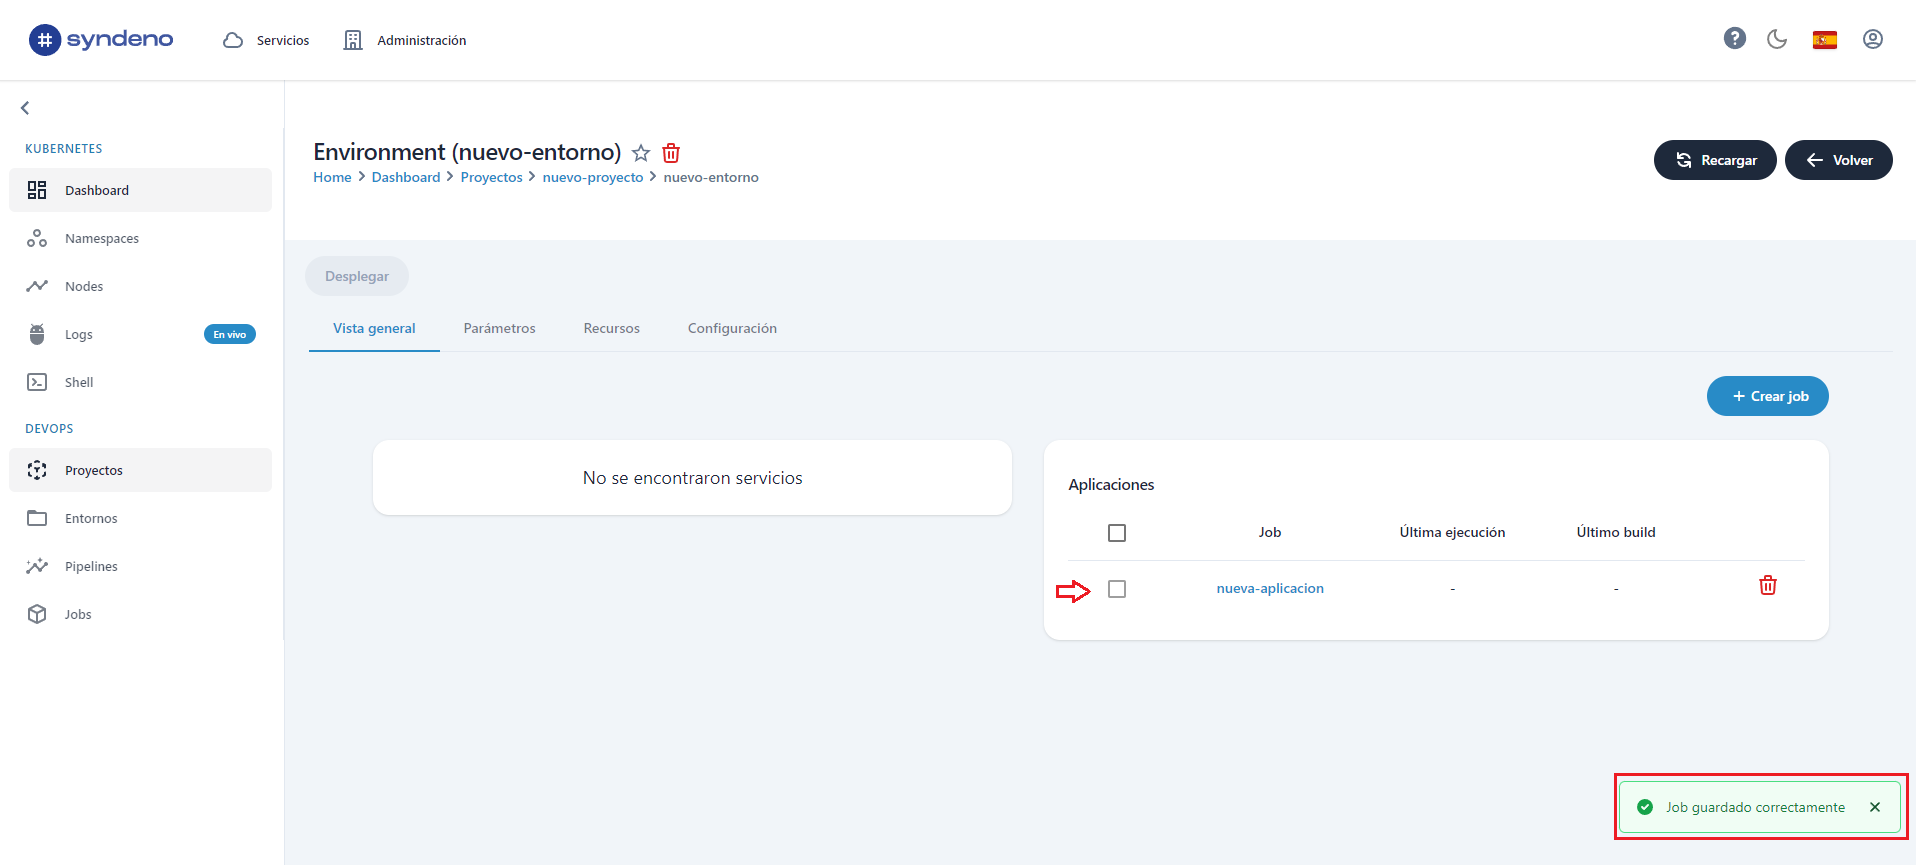 # syndeno
Servicios
Administración
?
KUBERNETES
Dashboard
Namespaces
Nodes
Logs
En vivo
Shell
DEVOPS
Proyectos
Entornos
Pipelines
Jobs
Environment (nuevo-entorno)
Home > Dashboard > Proyectos > nuevo-proyecto > nuevo-entorno
Recargar
Volver
Desplegar
Vista general
Parámetros
Recursos
Configuración
+ Crear job
No se encontraron servicios
Aplicaciones
Job Última ejecución Último build
nueva-aplicacion - -
Job guardado correctamente